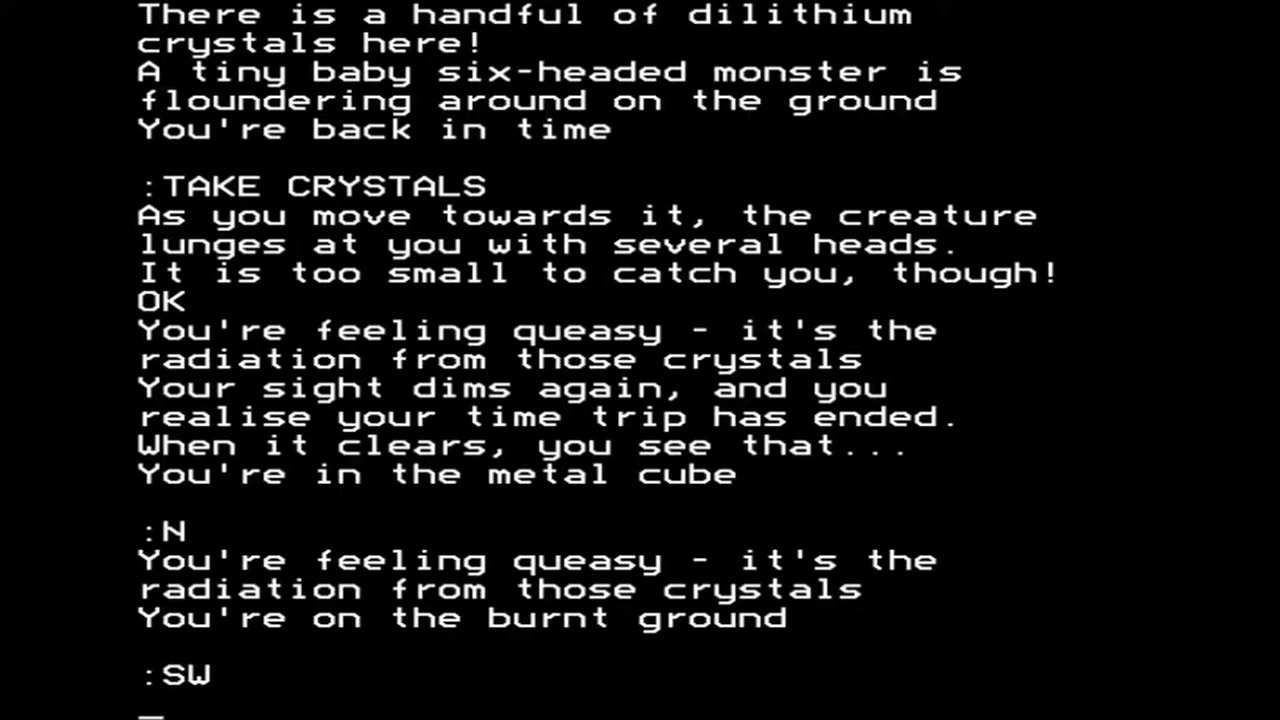 There is a handful of dilithium
crystals here!
A tiny baby six-headed monster is
floundering around on the ground
You're back in time
:TAKE CRYSTALS
As you move towards it, the creature
lunges at you with several heads.
It is too small to catch you, though!
OK
You're feeling queasy - it's the
radiation from those crystals
Your sight dims again, and you
realise your time trip has ended.
When it clears, you see that...
You're in the metal cube
:N
You're feeling queasy - it's the
radiation from those crystals
You're on the burnt ground
:SW